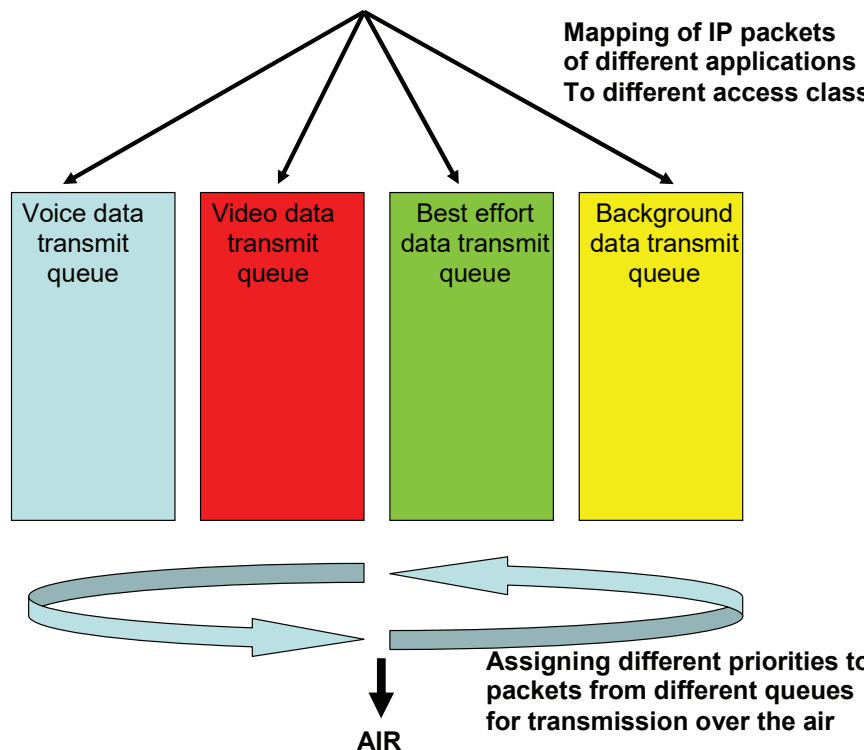 Mapping of IP packets
of different applications
To different access class
Voice data
transmit
queue
Video data
transmit
queue
Best effort
data transmit
queue
Background
data transmit
queue
Assigning different priorities to
packets from different queues
for transmission over the air
AIR